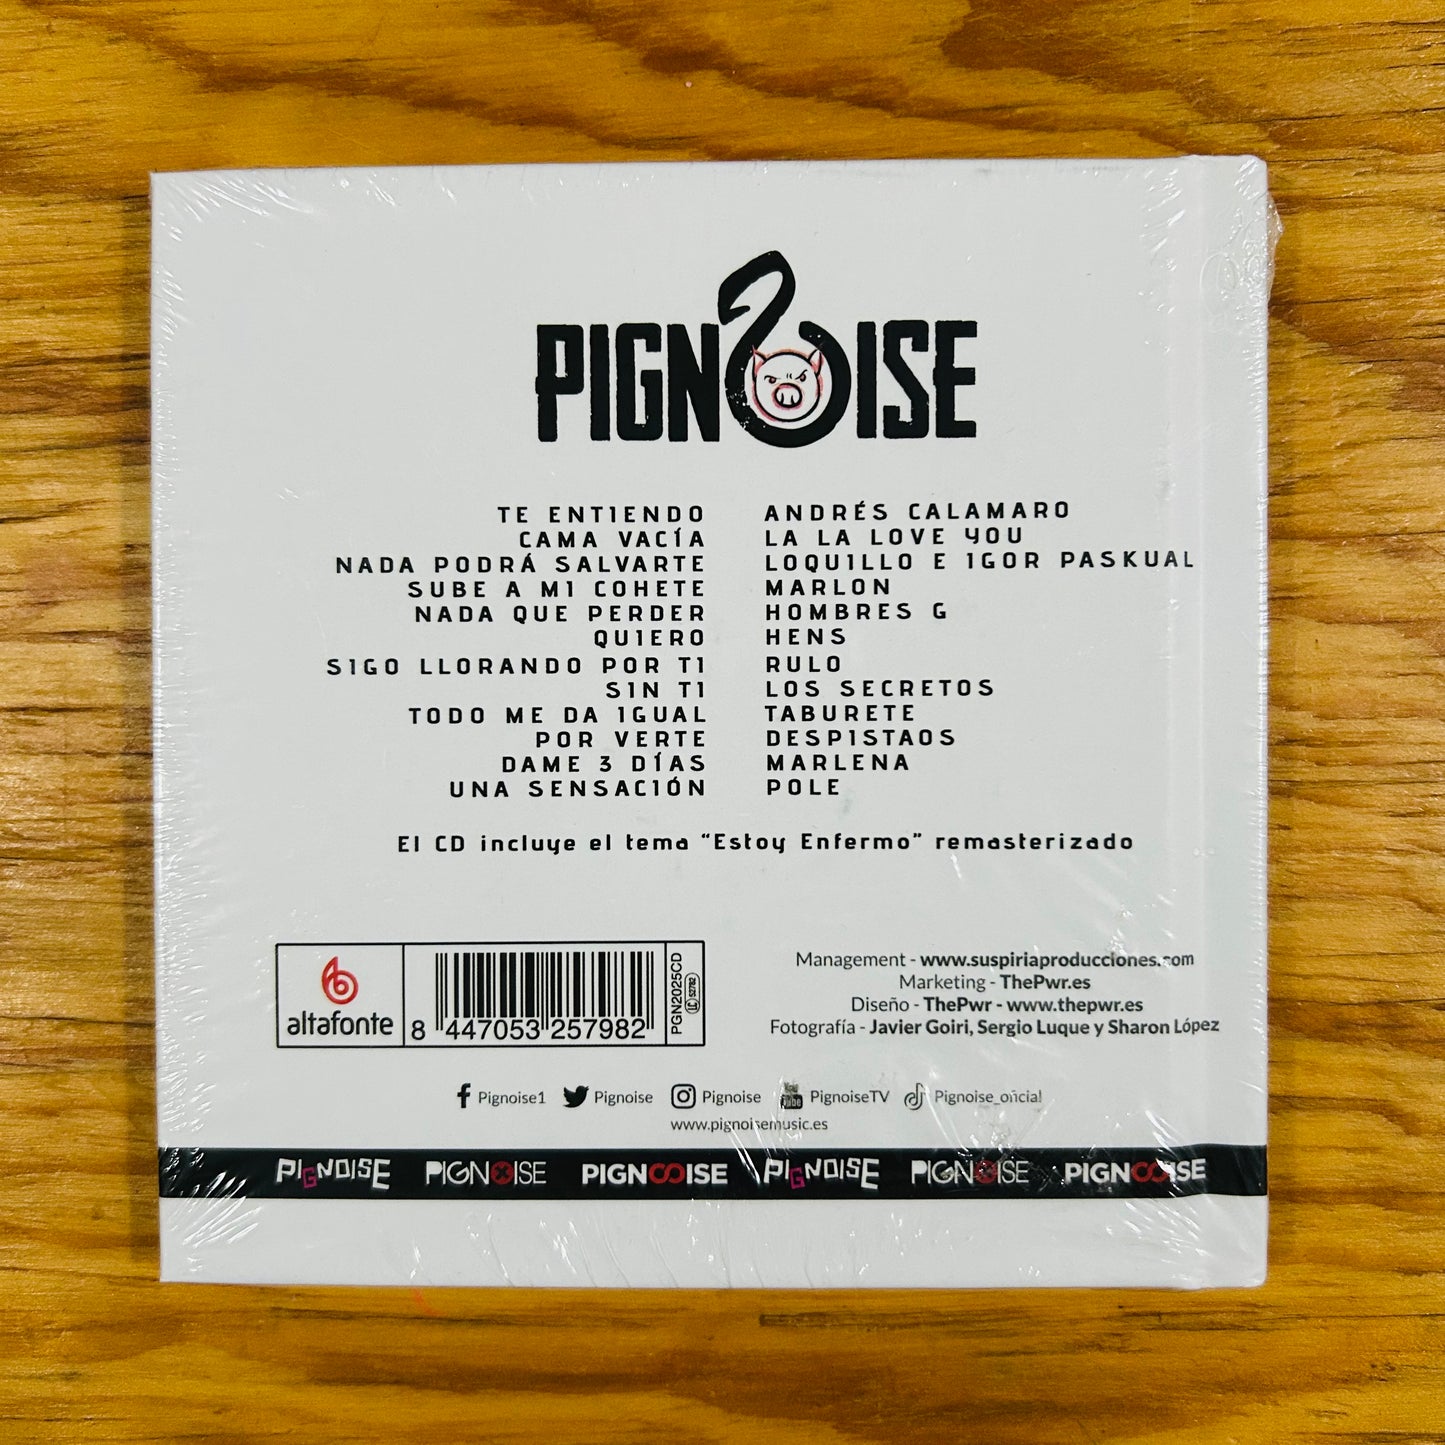 PIGNOISE
TE ENTIENDO ANDRÉS CALAMARO
CAMA VACÍA LA LA LOVE YOU
NADA PODRÁ SALVARTE LOQUILLO E IGOR PASKUAL
SUBE A MI COHETE MARLON
NADA QUE PERDER HOMBRES G
QUIERO HENS
SIGO LLORANDO POR TI RULO
SIN TI LOS SECRETOS
TODO ME DA IGUAL TABURETE
POR VERTE DESPISTAOS
DAME 3 DÍAS MARLENA
UNA SENSACIÓN POLE
El CD incluye el tema “Estoy Enfermo” remasterizado
altafonte
8 447053 257982
PGN2025CD
LC 52782
Management - www.suspiriaproducciones.com
Marketing - ThePwr.es
Diseño - ThePwr - www.thepwr.es
Fotografía - Javier Goiri, Sergio Luque y Sharon López
Pignoise1 Pignoise Pignoise You Tube PignoiseTV Pignoise_oficial
www.pignoisemusic.es
PIGNOISE PIGNOISE PIGNOISE PIGNOISE PIGNOISE PIGNOISE